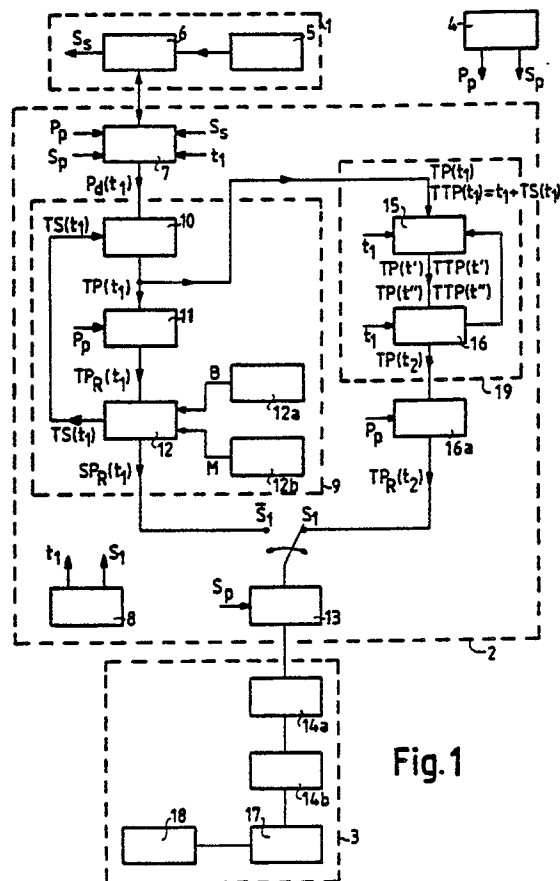 Ss 6 5 1 4
Pp Sp
Pp Ss
Sp t1
7
Pd(t1)
TP(t1)
TTP(t1)=t1+TS(t1)
TS(t1) 10 15
t1
TP(t1) TP(t') TTP(t')
TP(t") TTP(t")
Pp 11 t1 16
TPR(t1) TP(t2)
B 19
12a
12 Pp 16a
TS(t1) M
SPR(t1) 12b TPR(t2)
9
S̅1 S1
t1 S1
Sp
8 13
2
14a
14b
Fig.1
18 17 3